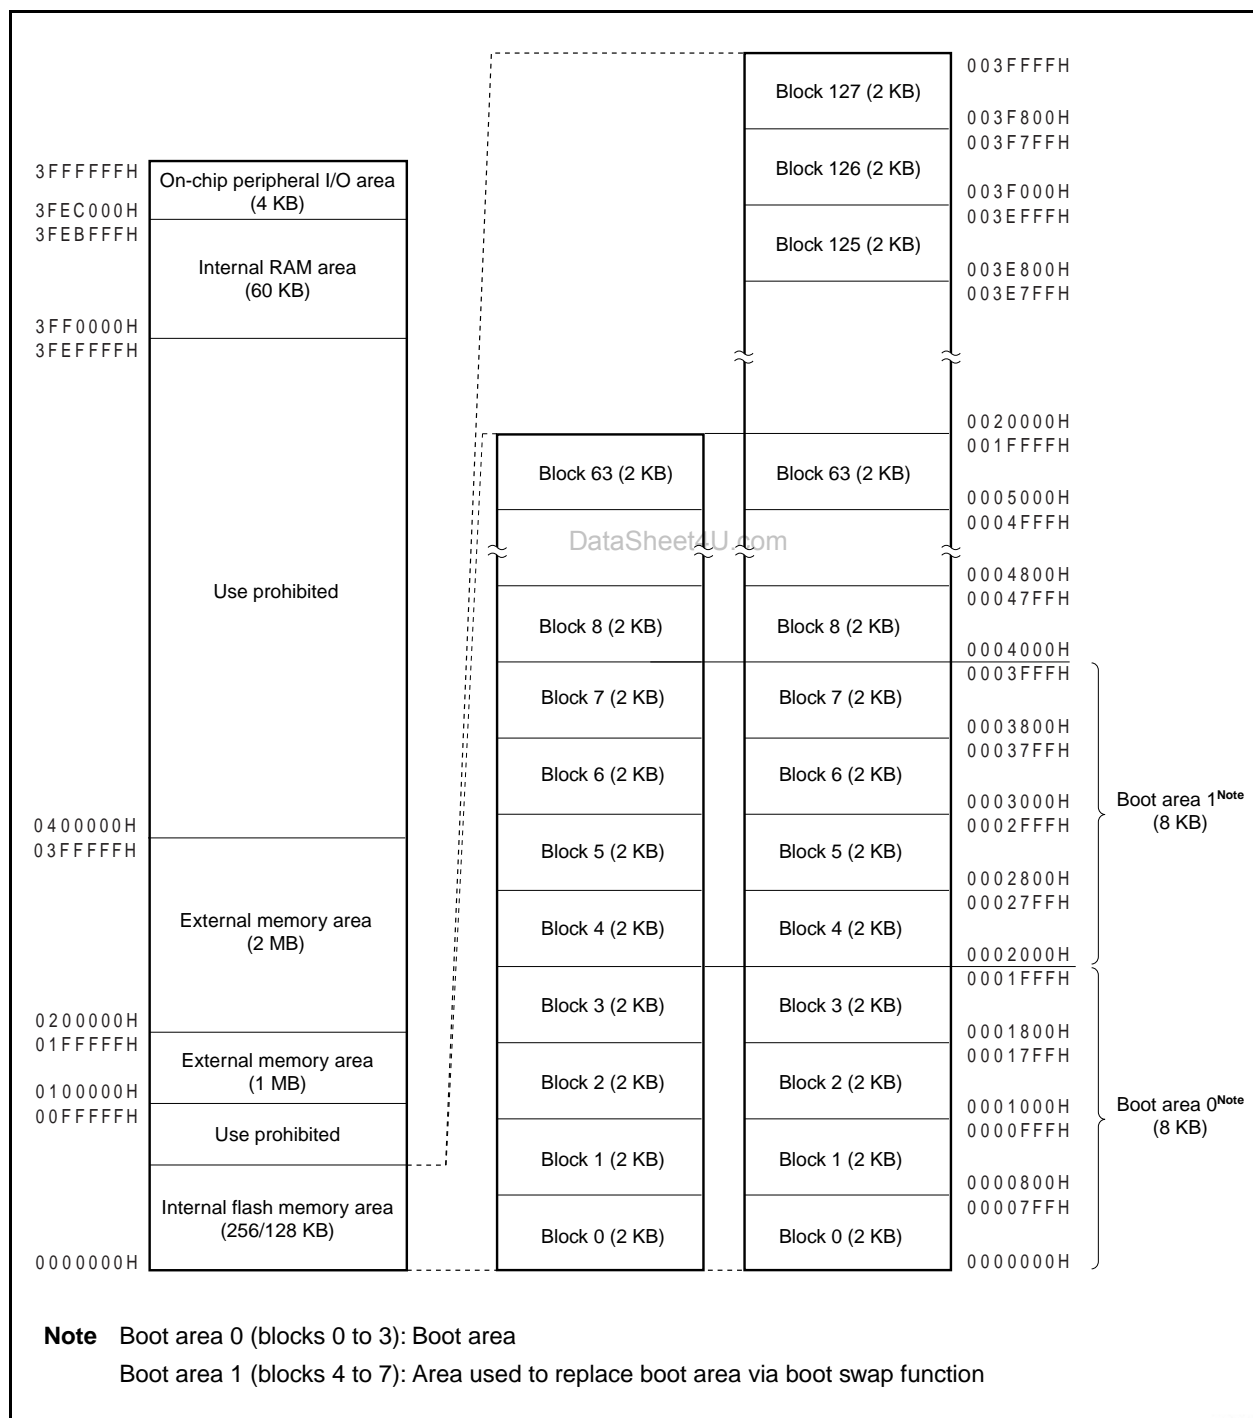 3FFFFFFH
On-chip peripheral I/O area
(4 KB)
3FEC000H
3FEBFFFH
Internal RAM area
(60 KB)
3FF0000H
3FEFFFFH
Use prohibited
0400000H
03FFFFFH
External memory area
(2 MB)
0200000H
01FFFFFH
External memory area
(1 MB)
0100000H
00FFFFFH
Use prohibited
Internal flash memory area
(256/128 KB)
0000000H
Block 63 (2 KB)
Block 8 (2 KB)
Block 7 (2 KB)
Block 6 (2 KB)
Block 5 (2 KB)
Block 4 (2 KB)
Block 3 (2 KB)
Block 2 (2 KB)
Block 1 (2 KB)
Block 0 (2 KB)
DataSheet4U.com
Block 127 (2 KB)
Block 126 (2 KB)
Block 125 (2 KB)
Block 63 (2 KB)
Block 8 (2 KB)
Block 7 (2 KB)
Block 6 (2 KB)
Block 5 (2 KB)
Block 4 (2 KB)
Block 3 (2 KB)
Block 2 (2 KB)
Block 1 (2 KB)
Block 0 (2 KB)
003FFFFH
003F800H
003F7FFH
003F000H
003EFFFH
003E800H
003E7FFH
0020000H
001FFFFH
0005000H
0004FFFH
0004800H
00047FFH
0004000H
0003FFFH
0003800H
00037FFH
0003000H
0002FFFH
0002800H
00027FFH
0002000H
0001FFFH
0001800H
00017FFH
0001000H
0000FFFH
0000800H
00007FFH
0000000H
Boot area 1Note
(8 KB)
Boot area 0Note
(8 KB)
Note Boot area 0 (blocks 0 to 3): Boot area
Boot area 1 (blocks 4 to 7): Area used to replace boot area via boot swap function